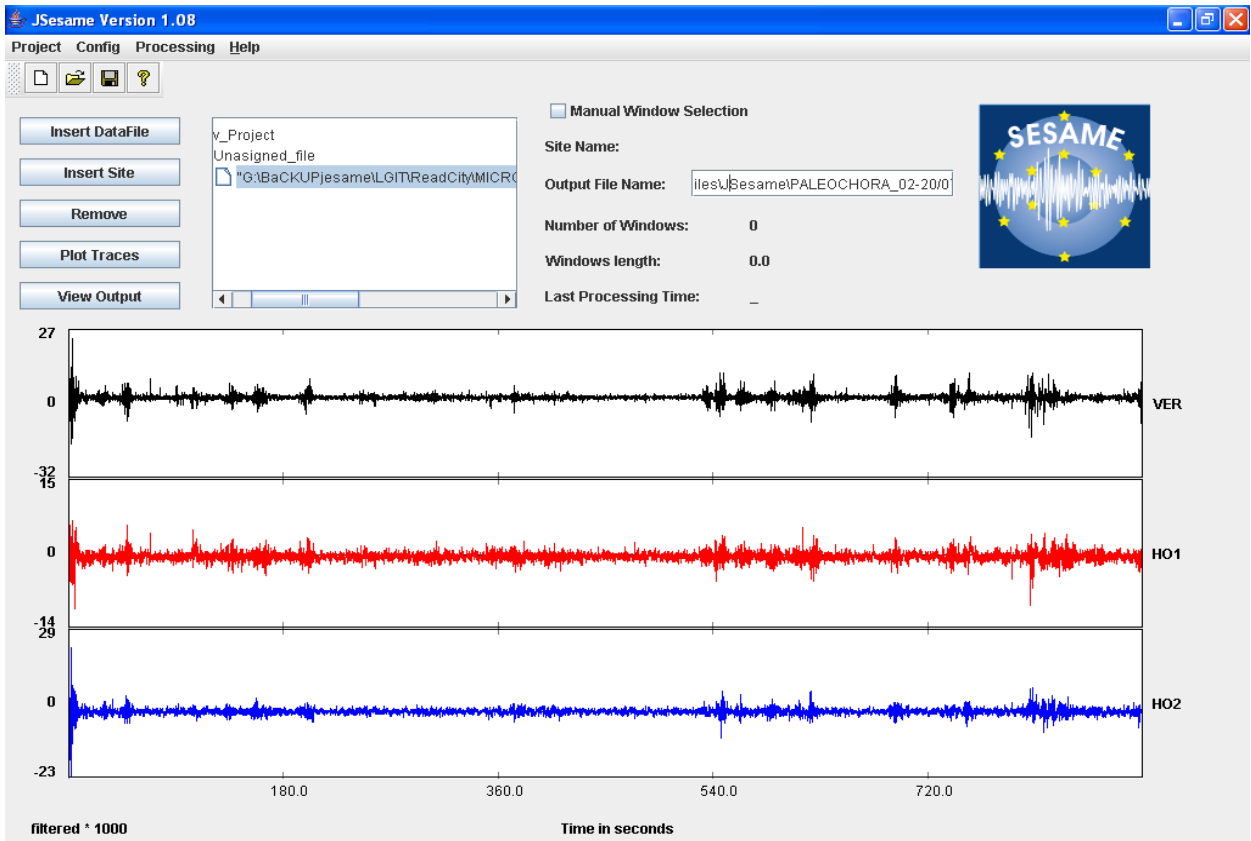 JSesame Version 1.08
Project Config Processing Help
Insert DataFile
Insert Site
Remove
Plot Traces
View Output
v_Project
Unasigned_file
"G:\BaCKUPjesame\LGIT\ReadCity\MICRO
Manual Window Selection
Site Name:
Output File Name: iles\JSesame\PALEOCHORA_02-20/0
Number of Windows: 0
Windows length: 0.0
Last Processing Time: _
SESAME
27
0
-32
VER
15
0
-14
HO1
29
0
-23
HO2
180.0 360.0 540.0 720.0
filtered * 1000 Time in seconds